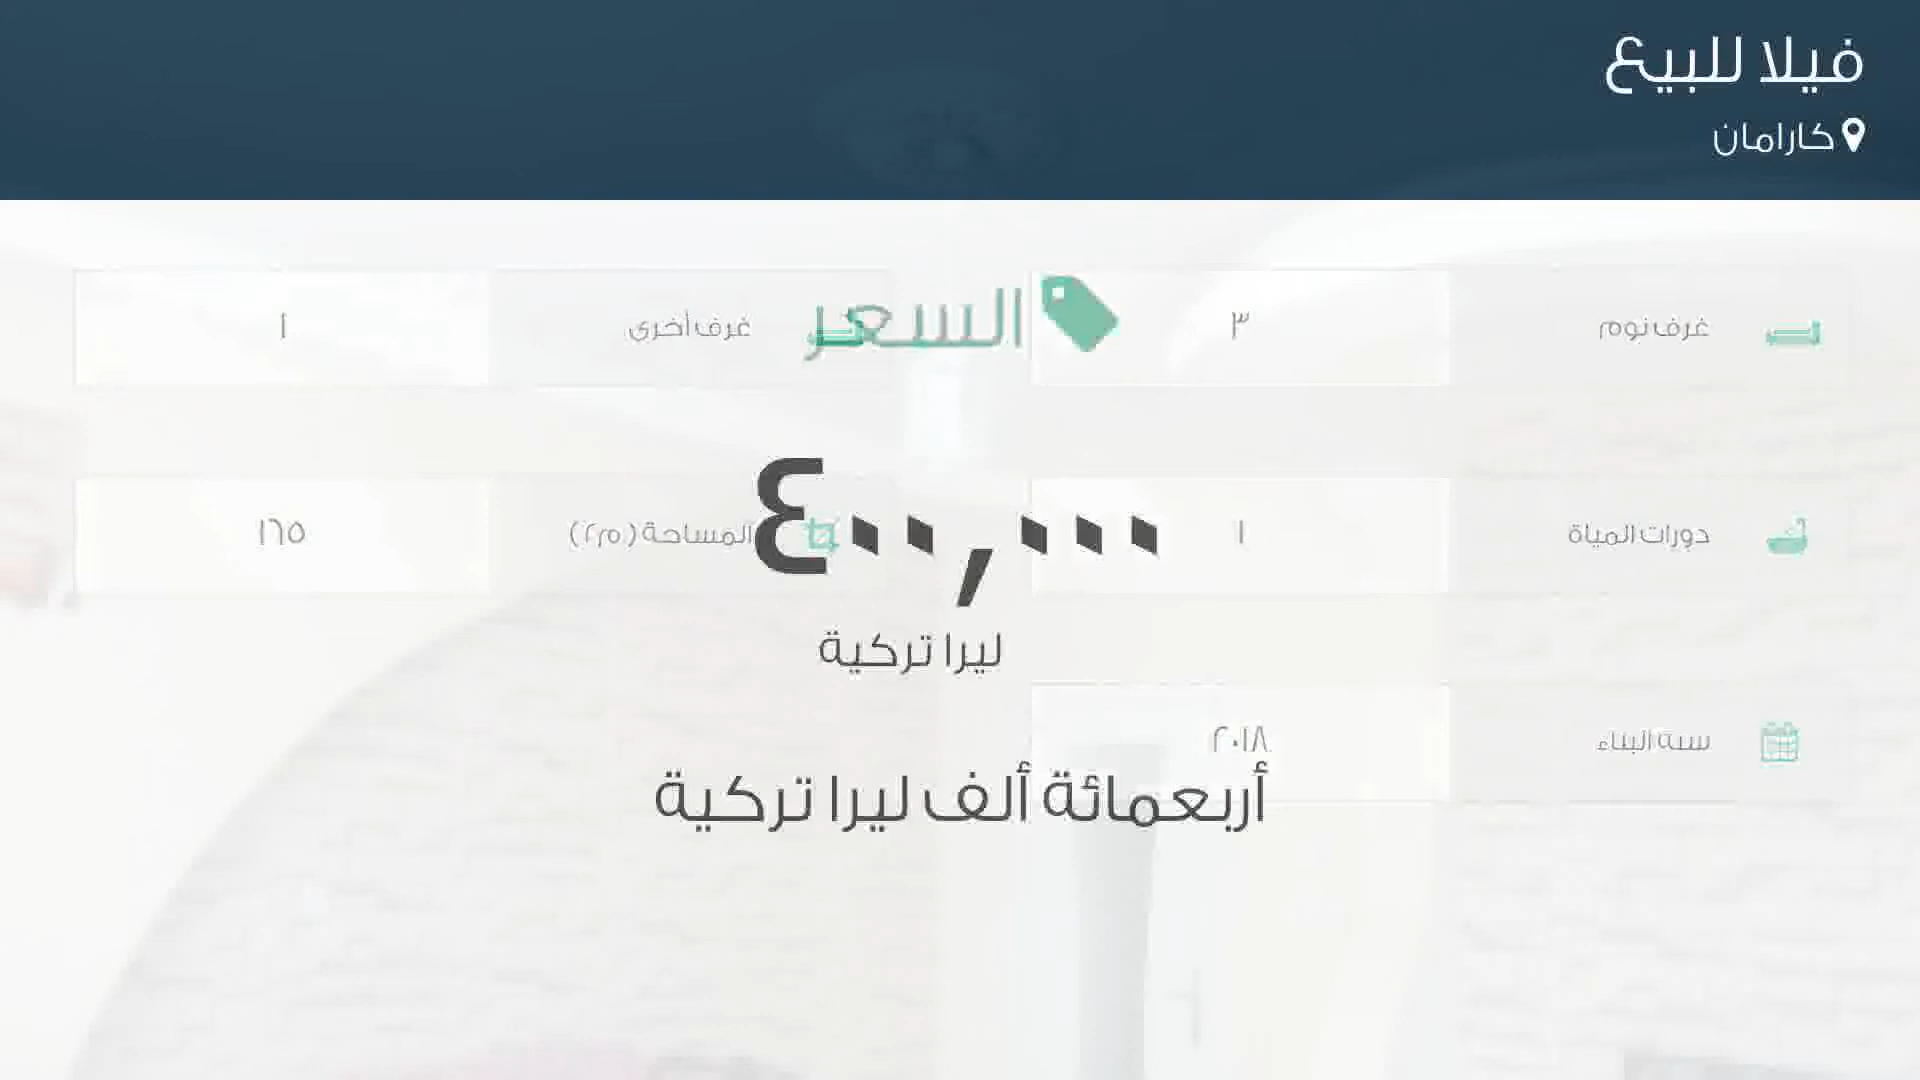 فيلا للبيع
كارامان
السعر
غرف نوم ٣
غرف أخرى ١
دورات المياة ١
المساحة (م٢) ١٦٥
٤٠٠,٠٠٠
ليرا تركية
سنة البناء ٢٠١٨
أربعمائة ألف ليرا تركية